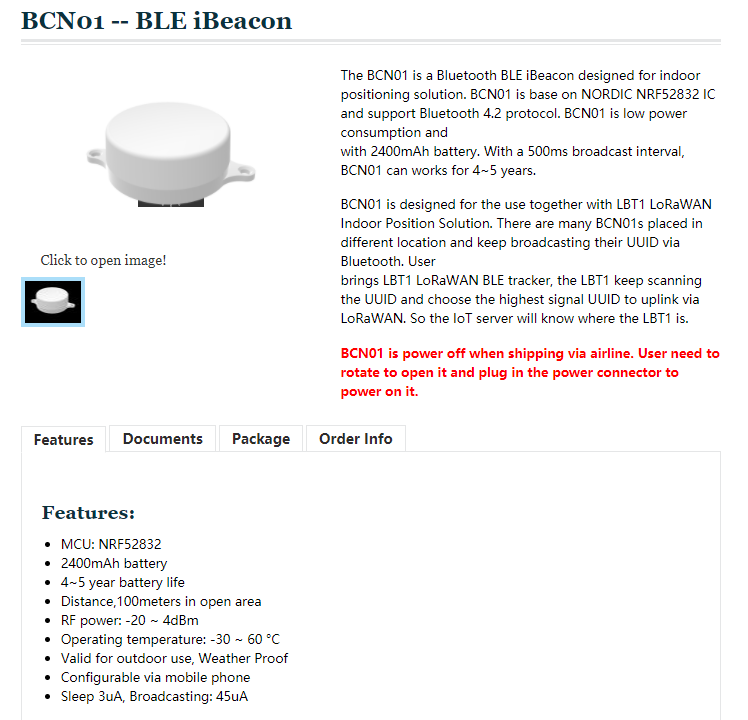 BCN01 -- BLE iBeacon
The BCN01 is a Bluetooth BLE iBeacon designed for indoor
positioning solution. BCN01 is base on NORDIC NRF52832 IC
and support Bluetooth 4.2 protocol. BCN01 is low power
consumption and
with 2400mAh battery. With a 500ms broadcast interval,
BCN01 can works for 4~5 years.
BCN01 is designed for the use together with LBT1 LoRaWAN
Indoor Position Solution. There are many BCN01s placed in
different location and keep broadcasting their UUID via
Bluetooth. User
brings LBT1 LoRaWAN BLE tracker, the LBT1 keep scanning
the UUID and choose the highest signal UUID to uplink via
LoRaWAN. So the IoT server will know where the LBT1 is.
BCN01 is power off when shipping via airline. User need to
rotate to open it and plug in the power connector to
power on it.
Click to open image!
Features Documents Package Order Info
Features:
• MCU: NRF52832
• 2400mAh battery
• 4~5 year battery life
• Distance,100meters in open area
• RF power: -20 ~ 4dBm
• Operating temperature: -30 ~ 60 °C
• Valid for outdoor use, Weather Proof
• Configurable via mobile phone
• Sleep 3uA, Broadcasting: 45uA